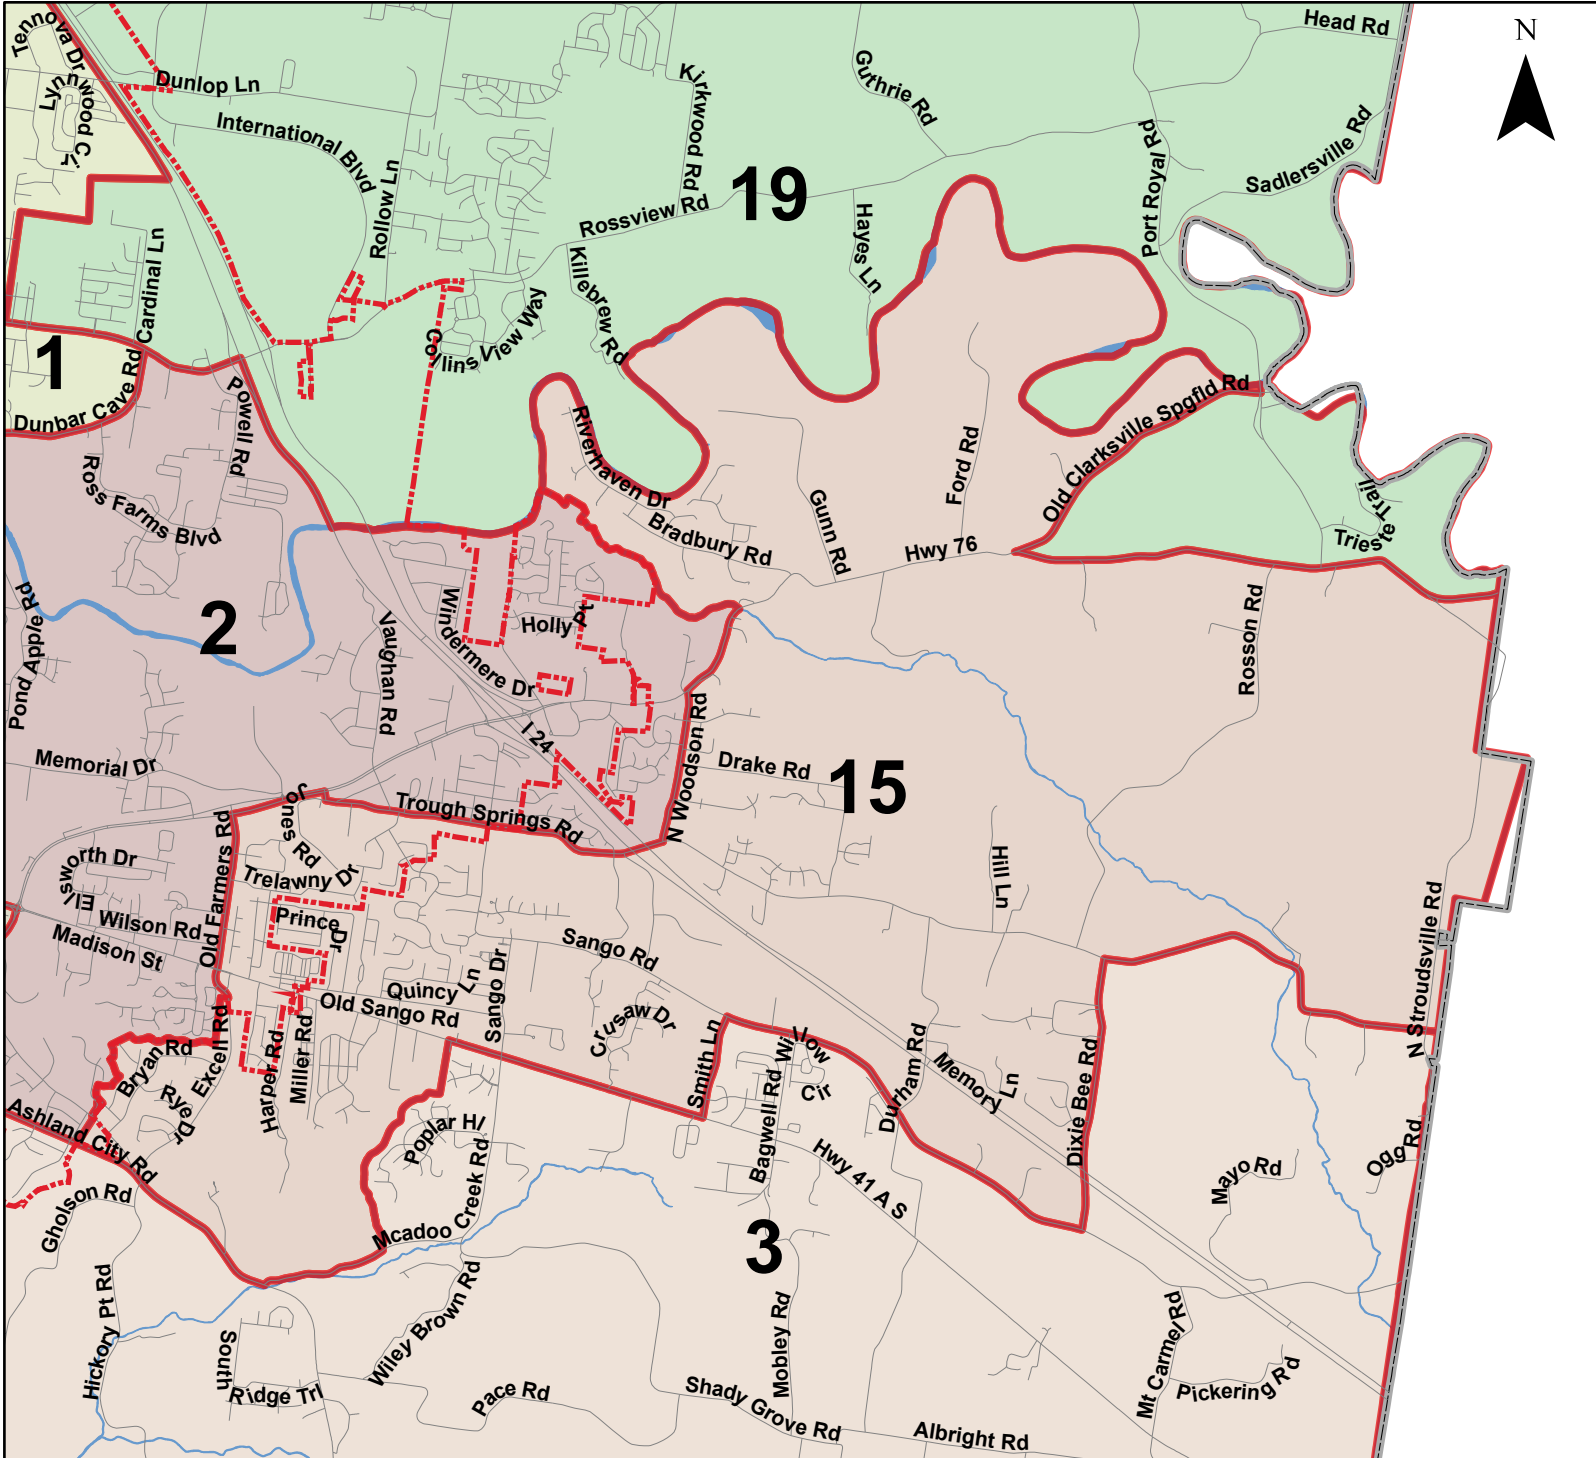 Head Rd
N
Tennova Dr
Dunlop Ln
Lynnwood Cir.
International Blvd
Kirkwood Rd
Guthrie Rd
Port Royal Rd
Sadlersville Rd
19
Rollow Ln
Rossview Rd
Hayes Ln
Cardinal Ln
Killebrew Rd
Collins View Way
1
Dunbar Cave Rd
Powell Rd
Old Clarksville Spgfld Rd
Riverhaven Dr
Ford Rd
Ross Farms Blvd
Bradbury Rd
Gunn Rd
Hwy 76
Trieste Trail
Pond Apple Rd
2
Windermere Dr
Holly Pt
Vaughan Rd
Rosson Rd
N Woodson Rd
I 24
Memorial Dr
Drake Rd
15
Jones Rd
Trough Springs Rd
Old Farmers Rd
Ellsworth Dr
Trelawny Dr
Hill Ln
Wilson Rd
Prince Dr
Madison St
Sango Rd
N Stroudsville Rd
Quincy Ln
Sango Dr
Old Sango Rd
Crusaw Dr
Excell Rd
Bryan Rd
Harper Rd
Miller Rd
Smith Ln
Willow Cir
Durham Rd
Memory Ln
Dixie Bee Rd
Rye Dr
Bagwell Rd
Ashland City Rd
Poplar Hl
Ogg Rd
Gholson Rd
Mcadoo Creek Rd
Hwy 41 A S
Mayo Rd
3
Hickory Pt Rd
Wiley Brown Rd
Mobley Rd
Mt Carmel Rd
South Ridge Trl
Pace Rd
Shady Grove Rd
Pickering Rd
Albright Rd